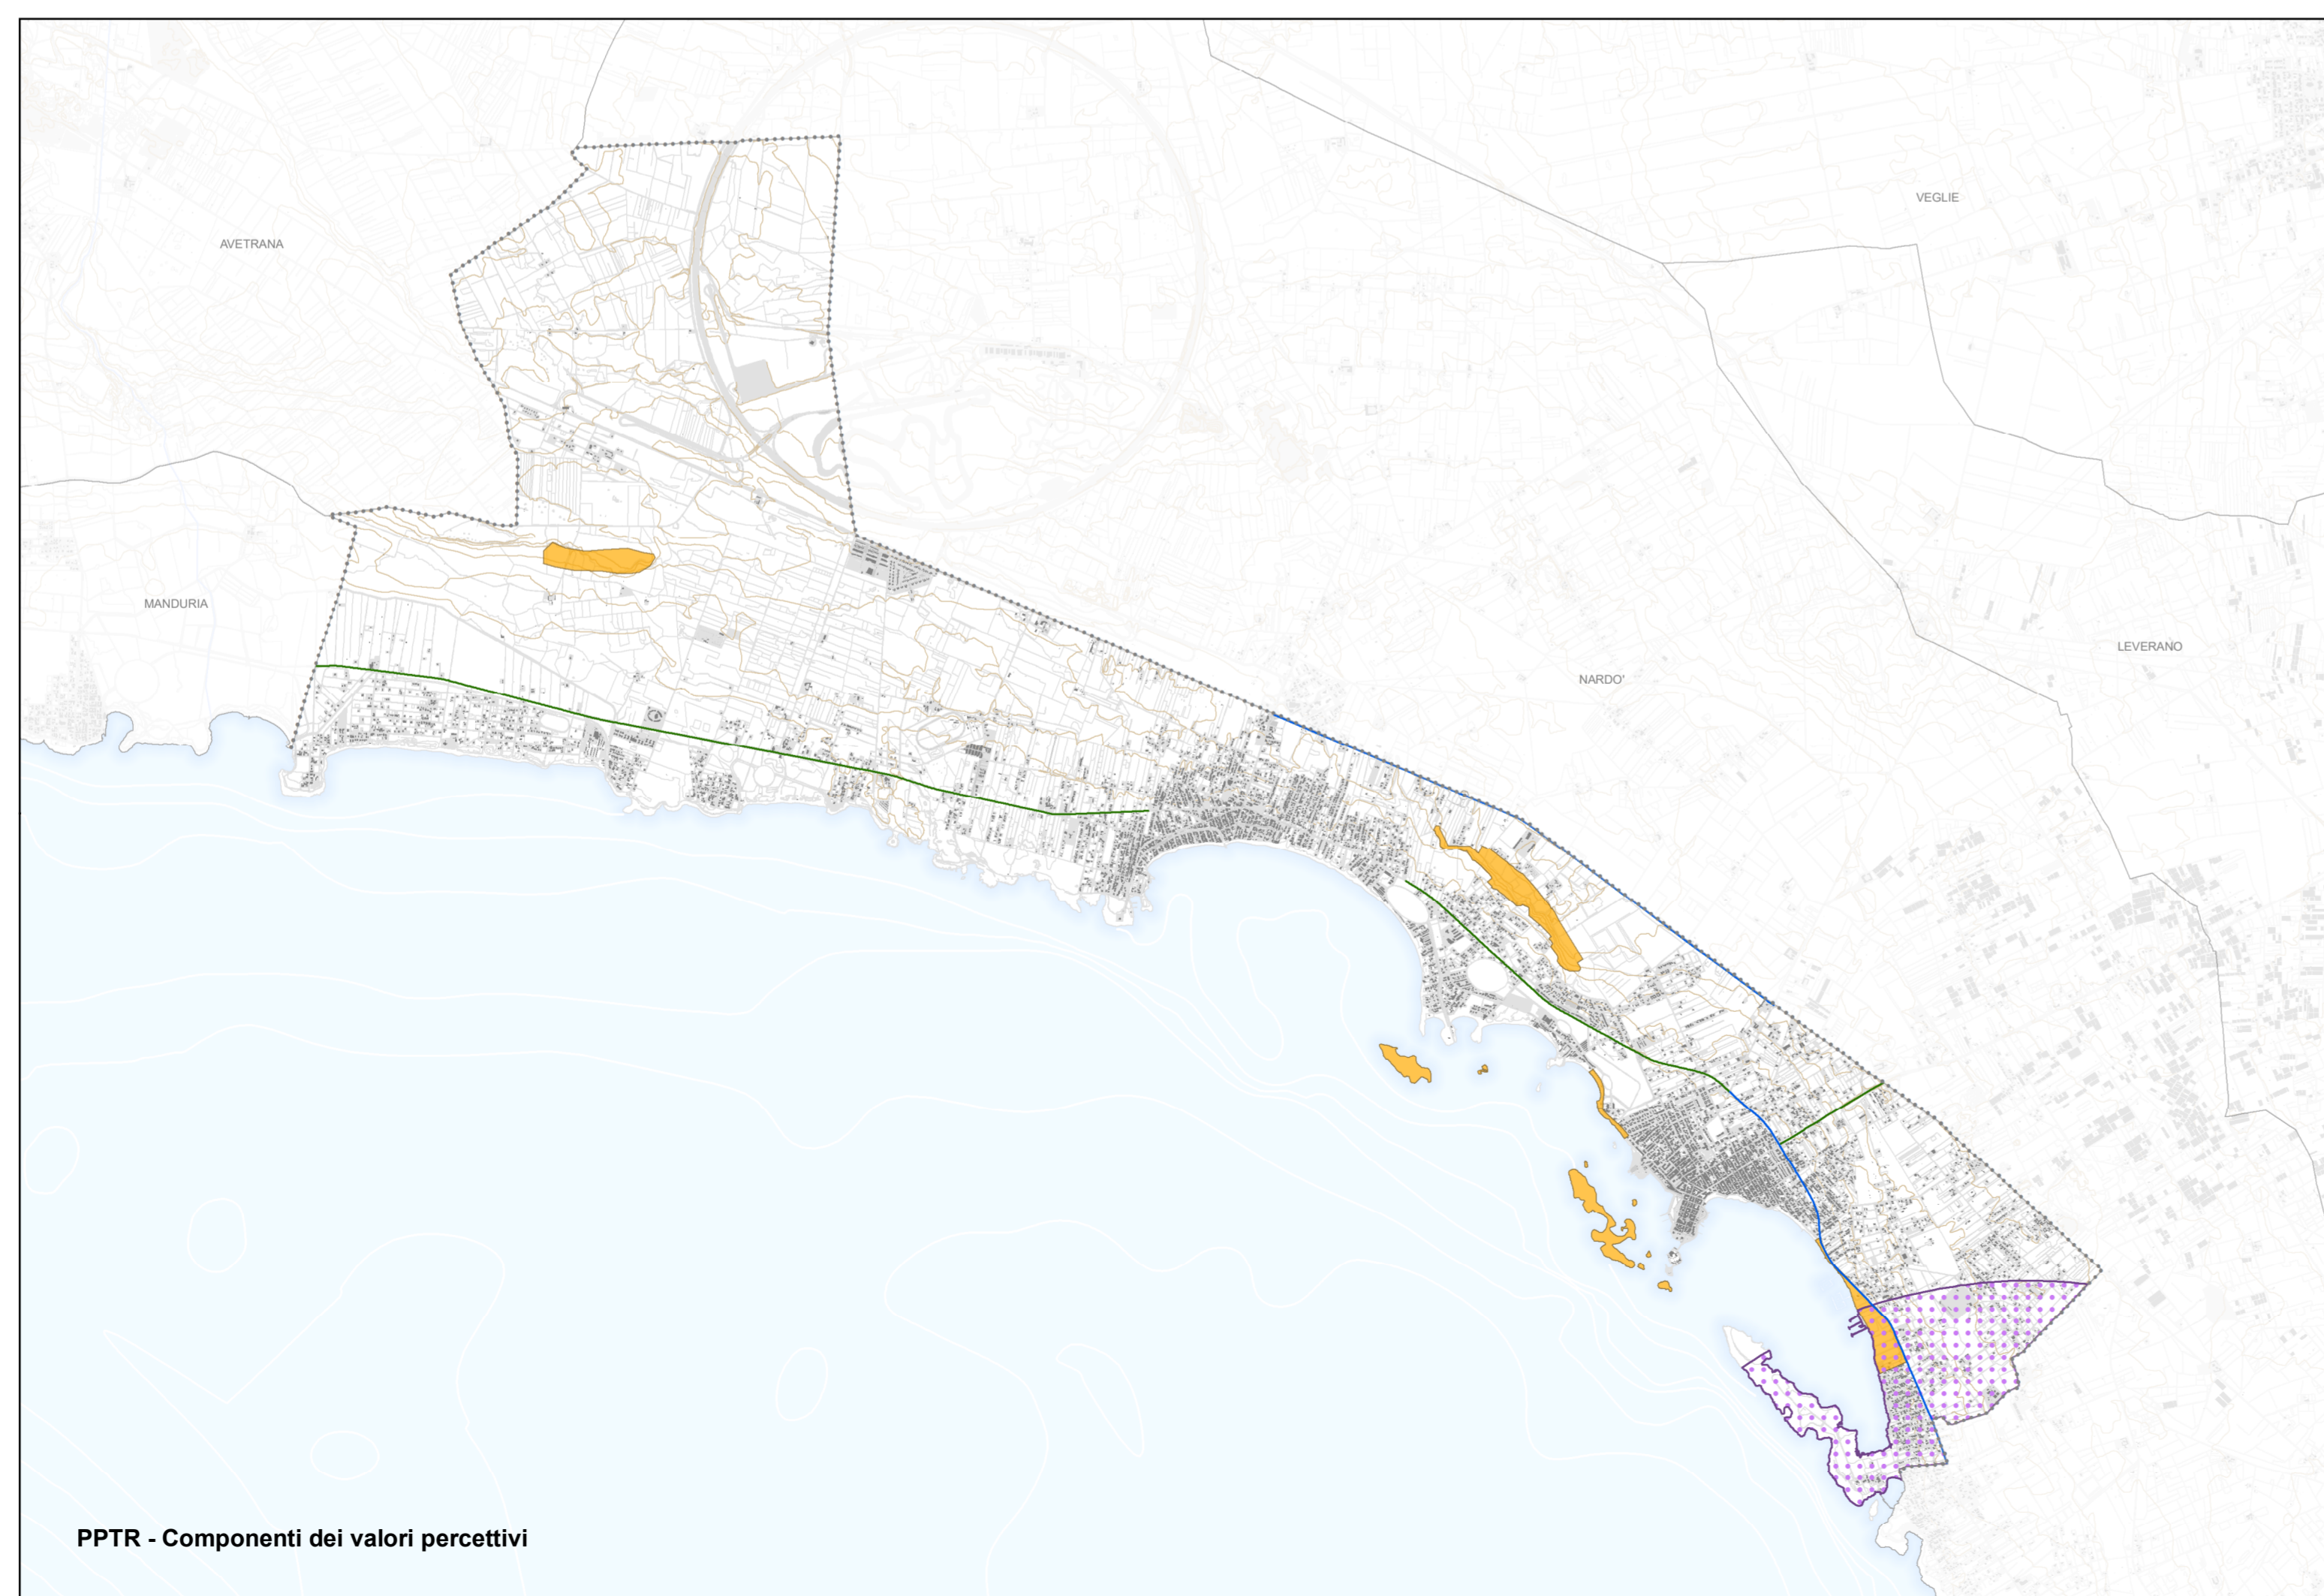 VEGLIE
AVETRANA
MANDURIA
LEVERANO
NARDO'
PPTR - Componenti dei valori percettivi